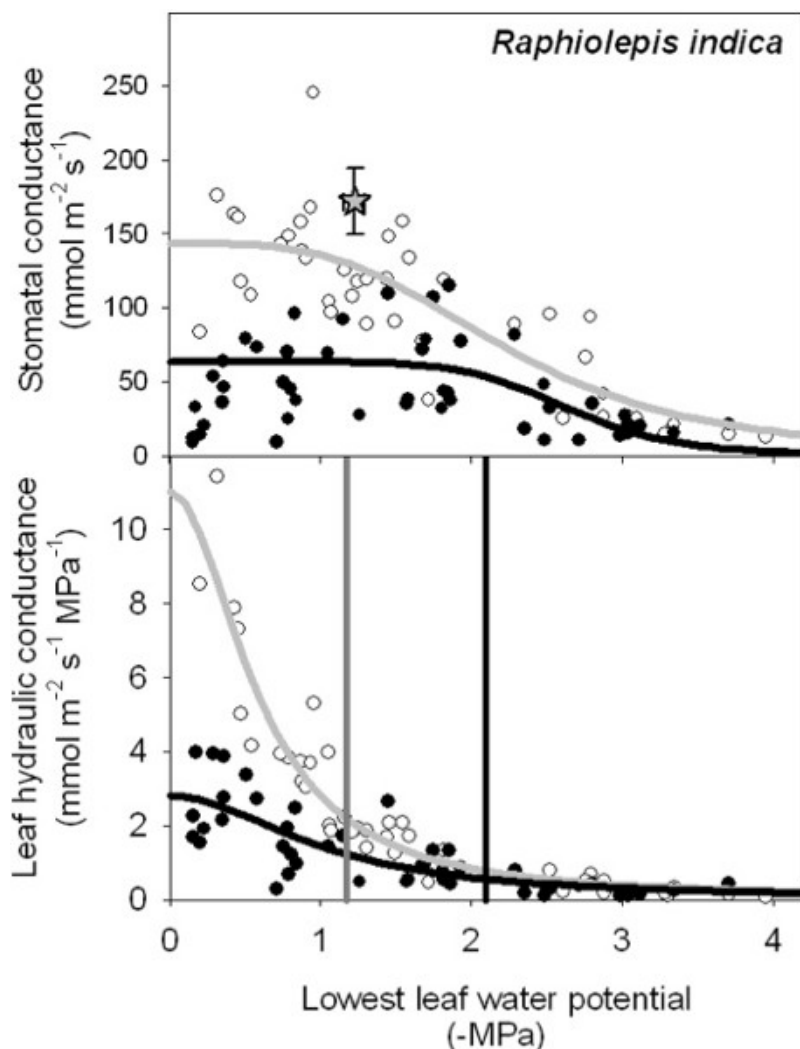 Raphiolepis indica
Stomatal conductance
(mmol m⁻² s⁻¹)
250
200
150
100
50
0
Leaf hydraulic conductance
(mmol m⁻² s⁻¹ MPa⁻¹)
10
8
6
4
2
0
0 1 2 3 4
Lowest leaf water potential
(-MPa)